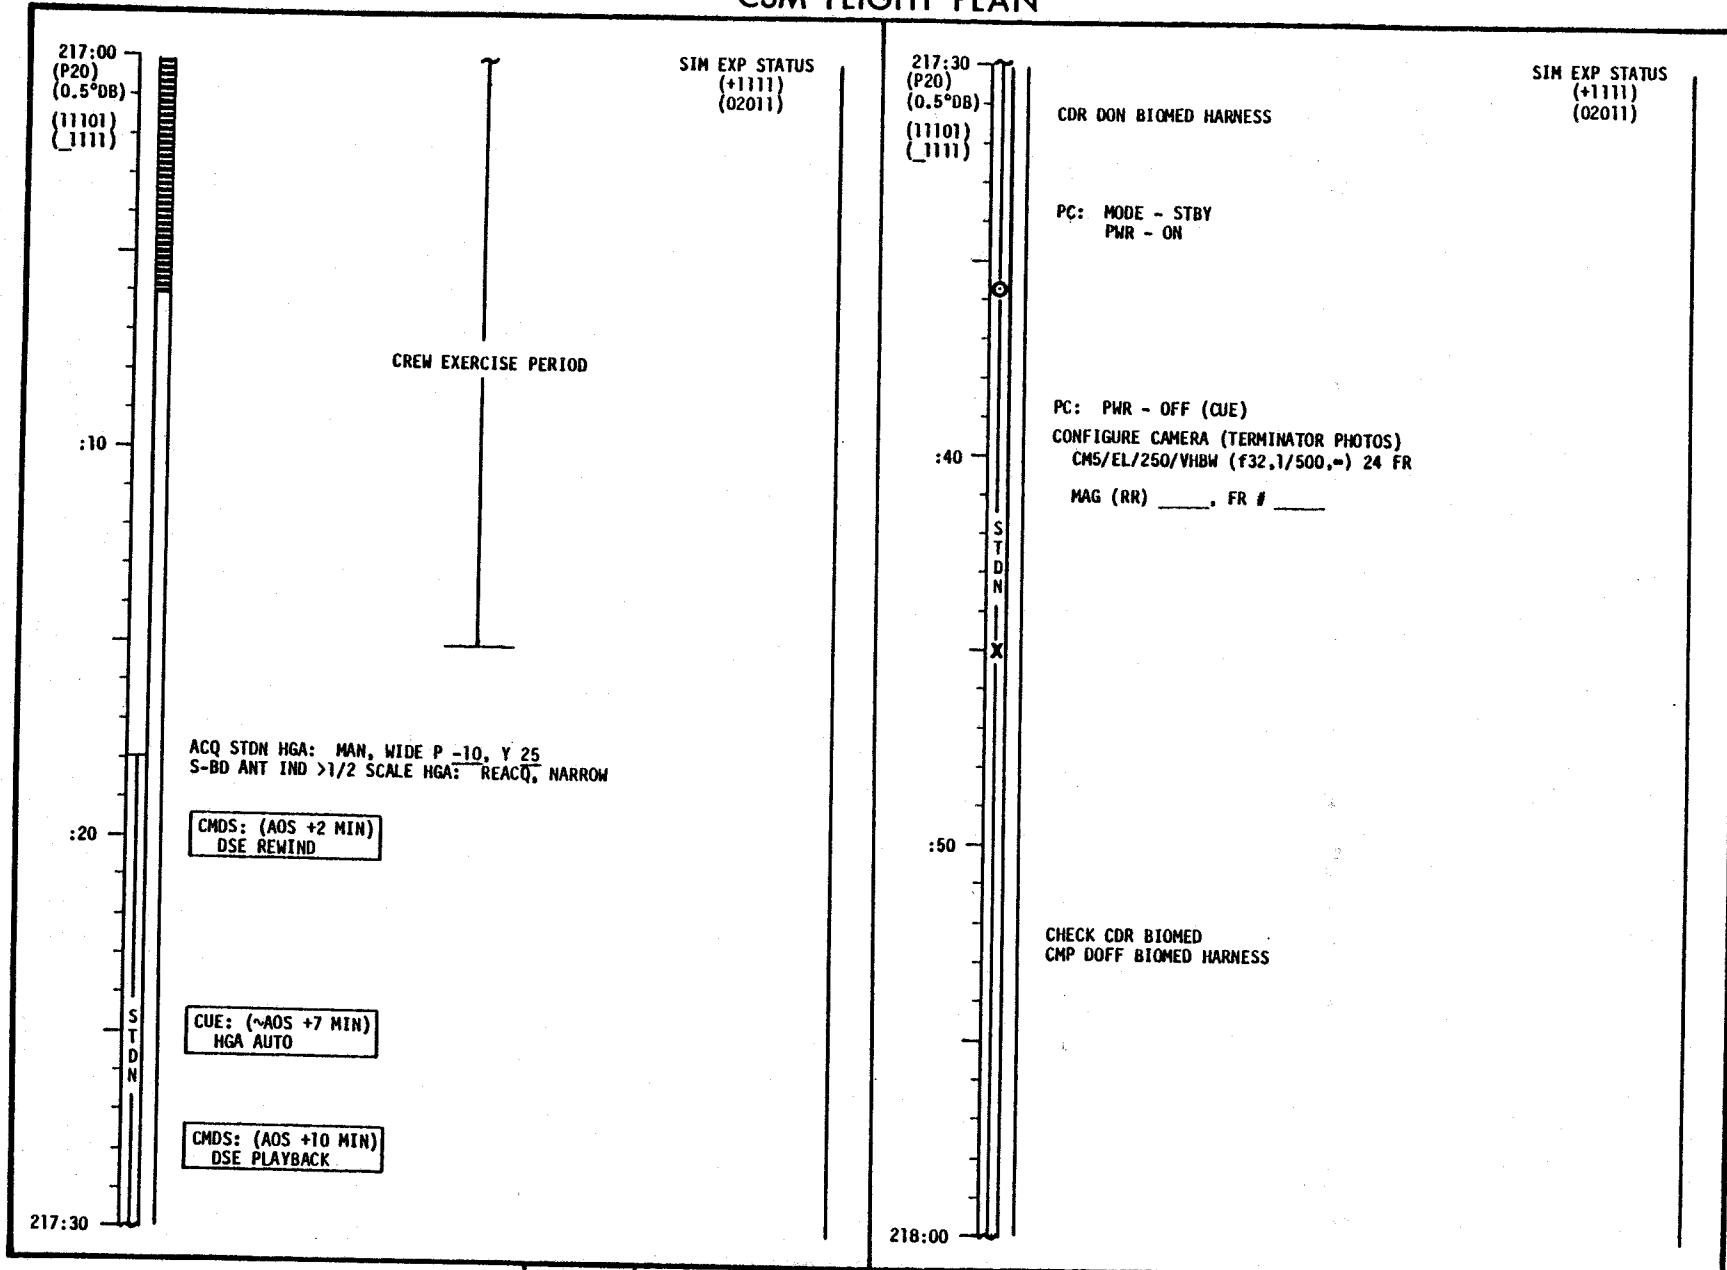 CSM FLIGHT PLAN
217:00
(P20)
(0.5°DB)
(11101)
(_1111)
SIM EXP STATUS
(+1111)
(02011)
CREW EXERCISE PERIOD
:10
ACQ STDN HGA: MAN, WIDE P -10, Y 25
S-BD ANT IND >1/2 SCALE HGA: REACQ, NARROW
:20
CMDS: (AOS +2 MIN)
DSE REWIND
STDN
CUE: (~AOS +7 MIN)
HGA AUTO
CMDS: (AOS +10 MIN)
DSE PLAYBACK
217:30
217:30
(P20)
(0.5°DB)
(11101)
(_1111)
SIM EXP STATUS
(+1111)
(02011)
CDR DON BIOMED HARNESS
PC: MODE - STBY
PWR - ON
PC: PWR - OFF (CUE)
CONFIGURE CAMERA (TERMINATOR PHOTOS)
:40
CM5/EL/250/VHBW (f32,1/500,∞) 24 FR
MAG (RR) _____, FR # _____
STDN
X
:50
CHECK CDR BIOMED
CMP DOFF BIOMED HARNESS
218:00